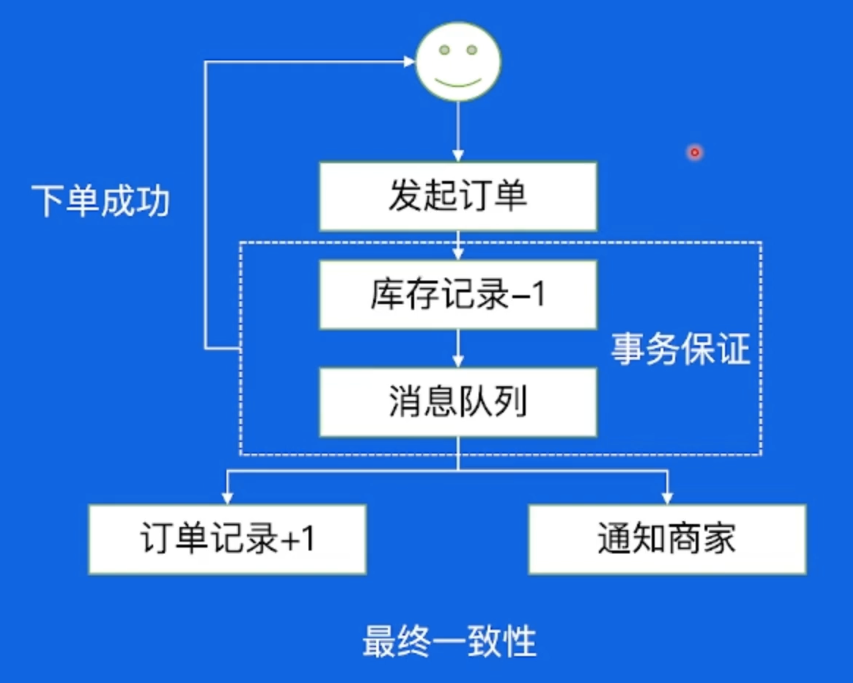 下单成功
发起订单
库存记录–1
事务保证
消息队列
订单记录+1
通知商家
最终一致性